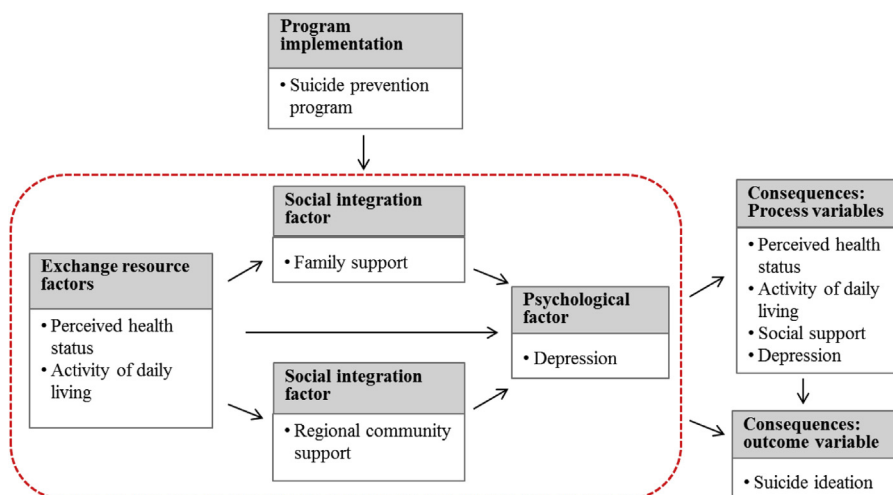 Program
implementation
• Suicide prevention
program
Social integration
factor
• Family support
Exchange resource
factors
• Perceived health
status
• Activity of daily
living
Psychological
factor
• Depression
Social integration
factor
• Regional community
support
Consequences:
Process variables
• Perceived health
status
• Activity of daily
living
• Social support
• Depression
Consequences:
outcome variable
• Suicide ideation